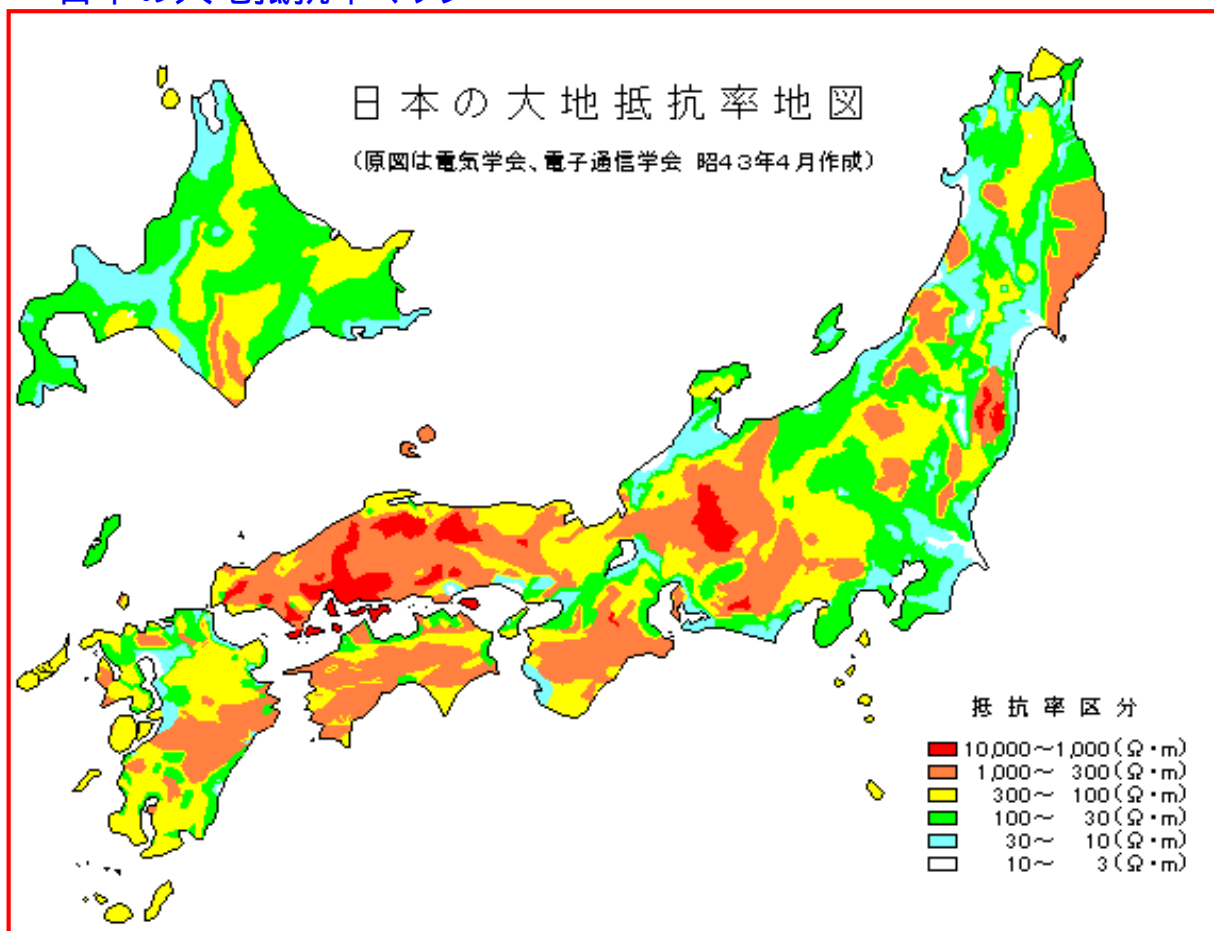 日本の大地抵抗率地図
(原図は電気学会、電子通信学会 昭43年4月作成)
抵抗率区分
10,000～1,000(Ω・m)
1,000～ 300(Ω・m)
300～ 100(Ω・m)
100～ 30(Ω・m)
30～ 10(Ω・m)
10～ 3(Ω・m)